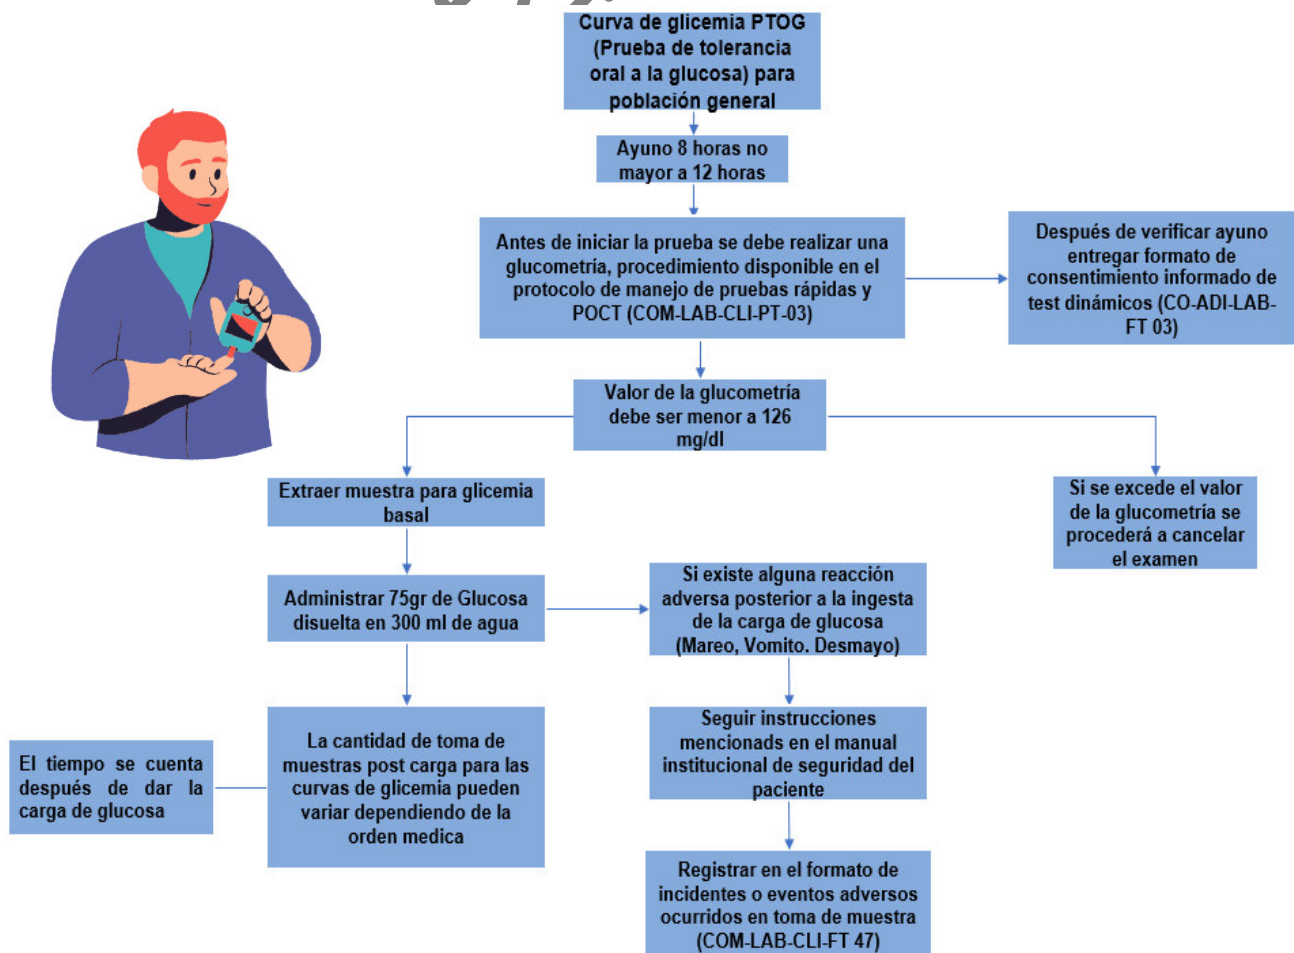 Curva de glicemia PTOG
(Prueba de tolerancia
oral a la glucosa) para
población general
Ayuno 8 horas no
mayor a 12 horas
Antes de iniciar la prueba se debe realizar una
glucometría, procedimiento disponible en el
protocolo de manejo de pruebas rápidas y
POCT (COM-LAB-CLI-PT-03)
Después de verificar ayuno
entregar formato de
consentimiento informado de
test dinámicos (CO-ADI-LAB-
FT 03)
Valor de la glucometría
debe ser menor a 126
mg/dl
Extraer muestra para glicemia
basal
Si se excede el valor
de la glucometría se
procederá a cancelar
el examen
Administrar 75gr de Glucosa
disuelta en 300 ml de agua
Si existe alguna reacción
adversa posterior a la ingesta
de la carga de glucosa
(Mareo, Vomito. Desmayo)
El tiempo se cuenta
después de dar la
carga de glucosa
La cantidad de toma de
muestras post carga para las
curvas de glicemia pueden
variar dependiendo de la
orden medica
Seguir instrucciones
mencionads en el manual
institucional de seguridad del
paciente
Registrar en el formato de
incidentes o eventos adversos
ocurridos en toma de muestra
(COM-LAB-CLI-FT 47)